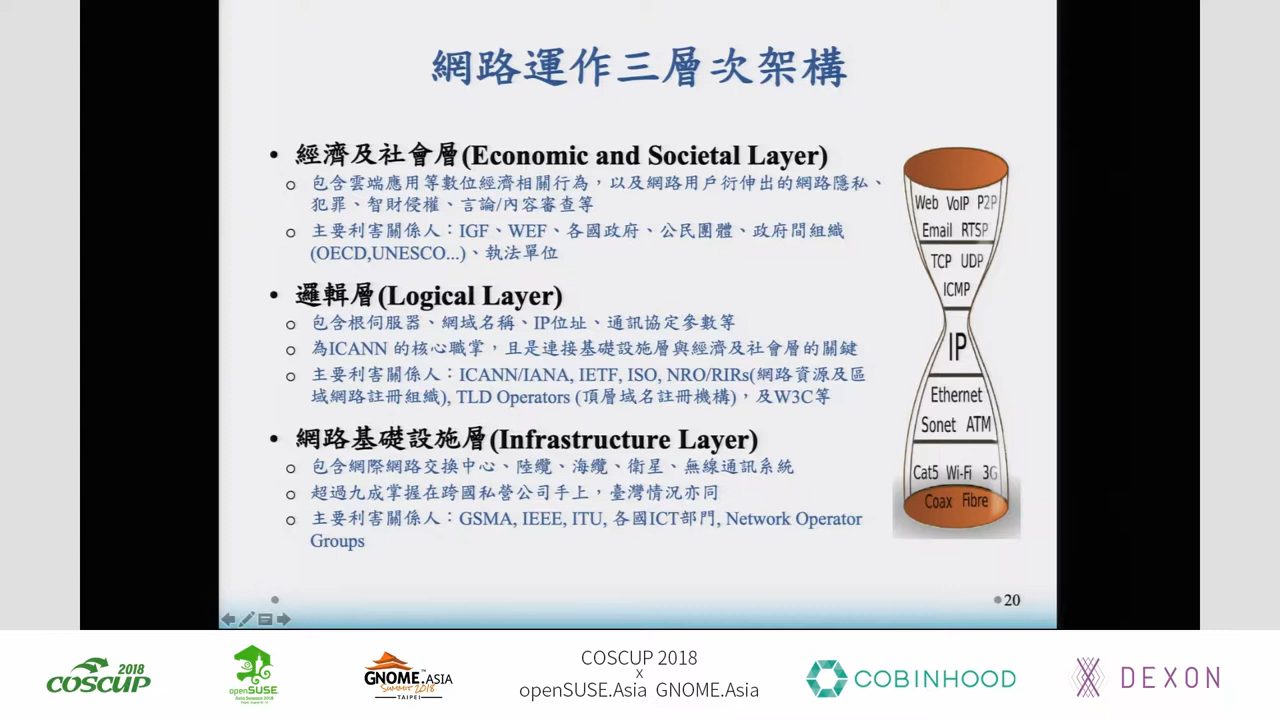 網路運作三層次架構
• 經濟及社會層(Economic and Societal Layer)
○ 包含雲端應用等數位經濟相關行為，以及網路用戶衍伸出的網路隱私、
犯罪、智財侵權、言論/內容審查等
○ 主要利害關係人：IGF、WEF、各國政府、公民團體、政府間組織
(OECD,UNESCO...)、執法單位
• 邏輯層(Logical Layer)
○ 包含根伺服器、網域名稱、IP位址、通訊協定參數等
○ 為ICANN 的核心職掌，且是連接基礎設施層與經濟及社會層的關鍵
○ 主要利害關係人：ICANN/IANA, IETF, ISO, NRO/RIRs(網路資源及區
域網路註冊組織), TLD Operators (頂層域名註冊機構)，及W3C等
• 網路基礎設施層(Infrastructure Layer)
○ 包含網際網路交換中心、陸纜、海纜、衛星、無線通訊系統
○ 超過九成掌握在跨國私營公司手上，臺灣情況亦同
○ 主要利害關係人：GSMA, IEEE, ITU, 各國ICT部門, Network Operator
Groups
Web VoIP P2P
Email RTSP
TCP UDP
ICMP
IP
Ethernet
Sonet ATM
Cat5 Wi-Fi 3G
Coax Fibre
20
2018
COSCUP
openSUSE
GNOME.ASIA
SUMMIT 2018
TAIPEI
COSCUP 2018
x
openSUSE.Asia GNOME.Asia
COBINHOOD
DEXON